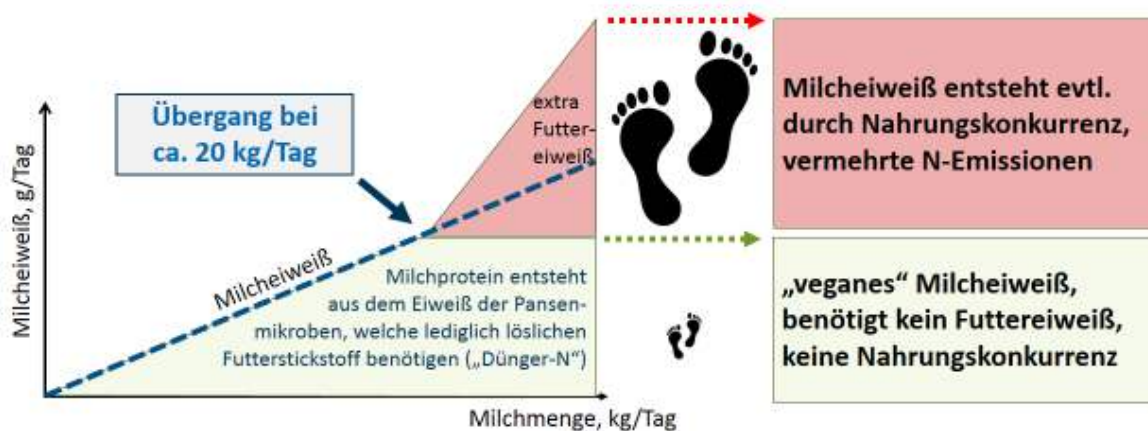 Milcheiweiß, g/Tag
Übergang bei
ca. 20 kg/Tag
extra
Futter-
eiweiß
Milcheiweiß
Milchprotein entsteht
aus dem Eiweiß der Pansen-
mikroben, welche lediglich löslichen
Futterstickstoff benötigen („Dünger-N“)
Milchmenge, kg/Tag
Milcheiweiß entsteht evtl.
durch Nahrungskonkurrenz,
vermehrte N-Emissionen
„veganes“ Milcheiweiß,
benötigt kein Futtereiweiß,
keine Nahrungskonkurrenz